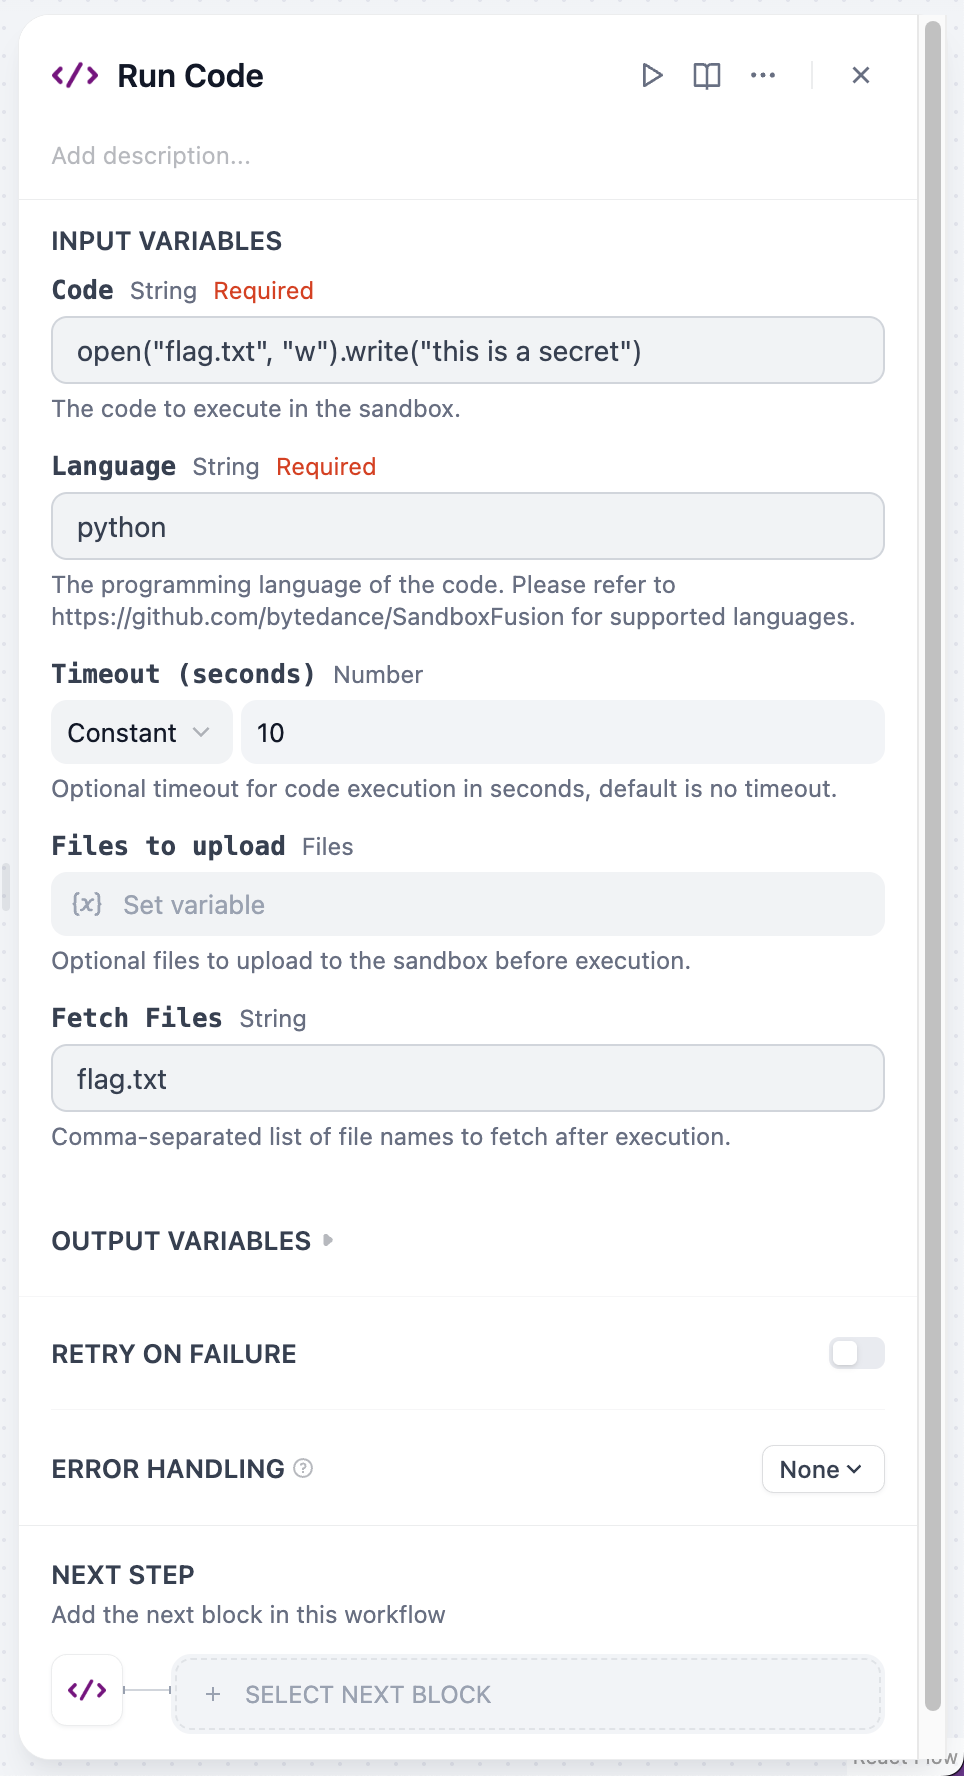 Run Code
Add description...
INPUT VARIABLES
Code String Required
open("flag.txt", "w").write("this is a secret")
The code to execute in the sandbox.
Language String Required
python
The programming language of the code. Please refer to
https://github.com/bytedance/SandboxFusion for supported languages.
Timeout (seconds) Number
Constant 10
Optional timeout for code execution in seconds, default is no timeout.
Files to upload Files
{x} Set variable
Optional files to upload to the sandbox before execution.
Fetch Files String
flag.txt
Comma-separated list of file names to fetch after execution.
OUTPUT VARIABLES
RETRY ON FAILURE
ERROR HANDLING ?
None
NEXT STEP
Add the next block in this workflow
+ SELECT NEXT BLOCK
React Flow